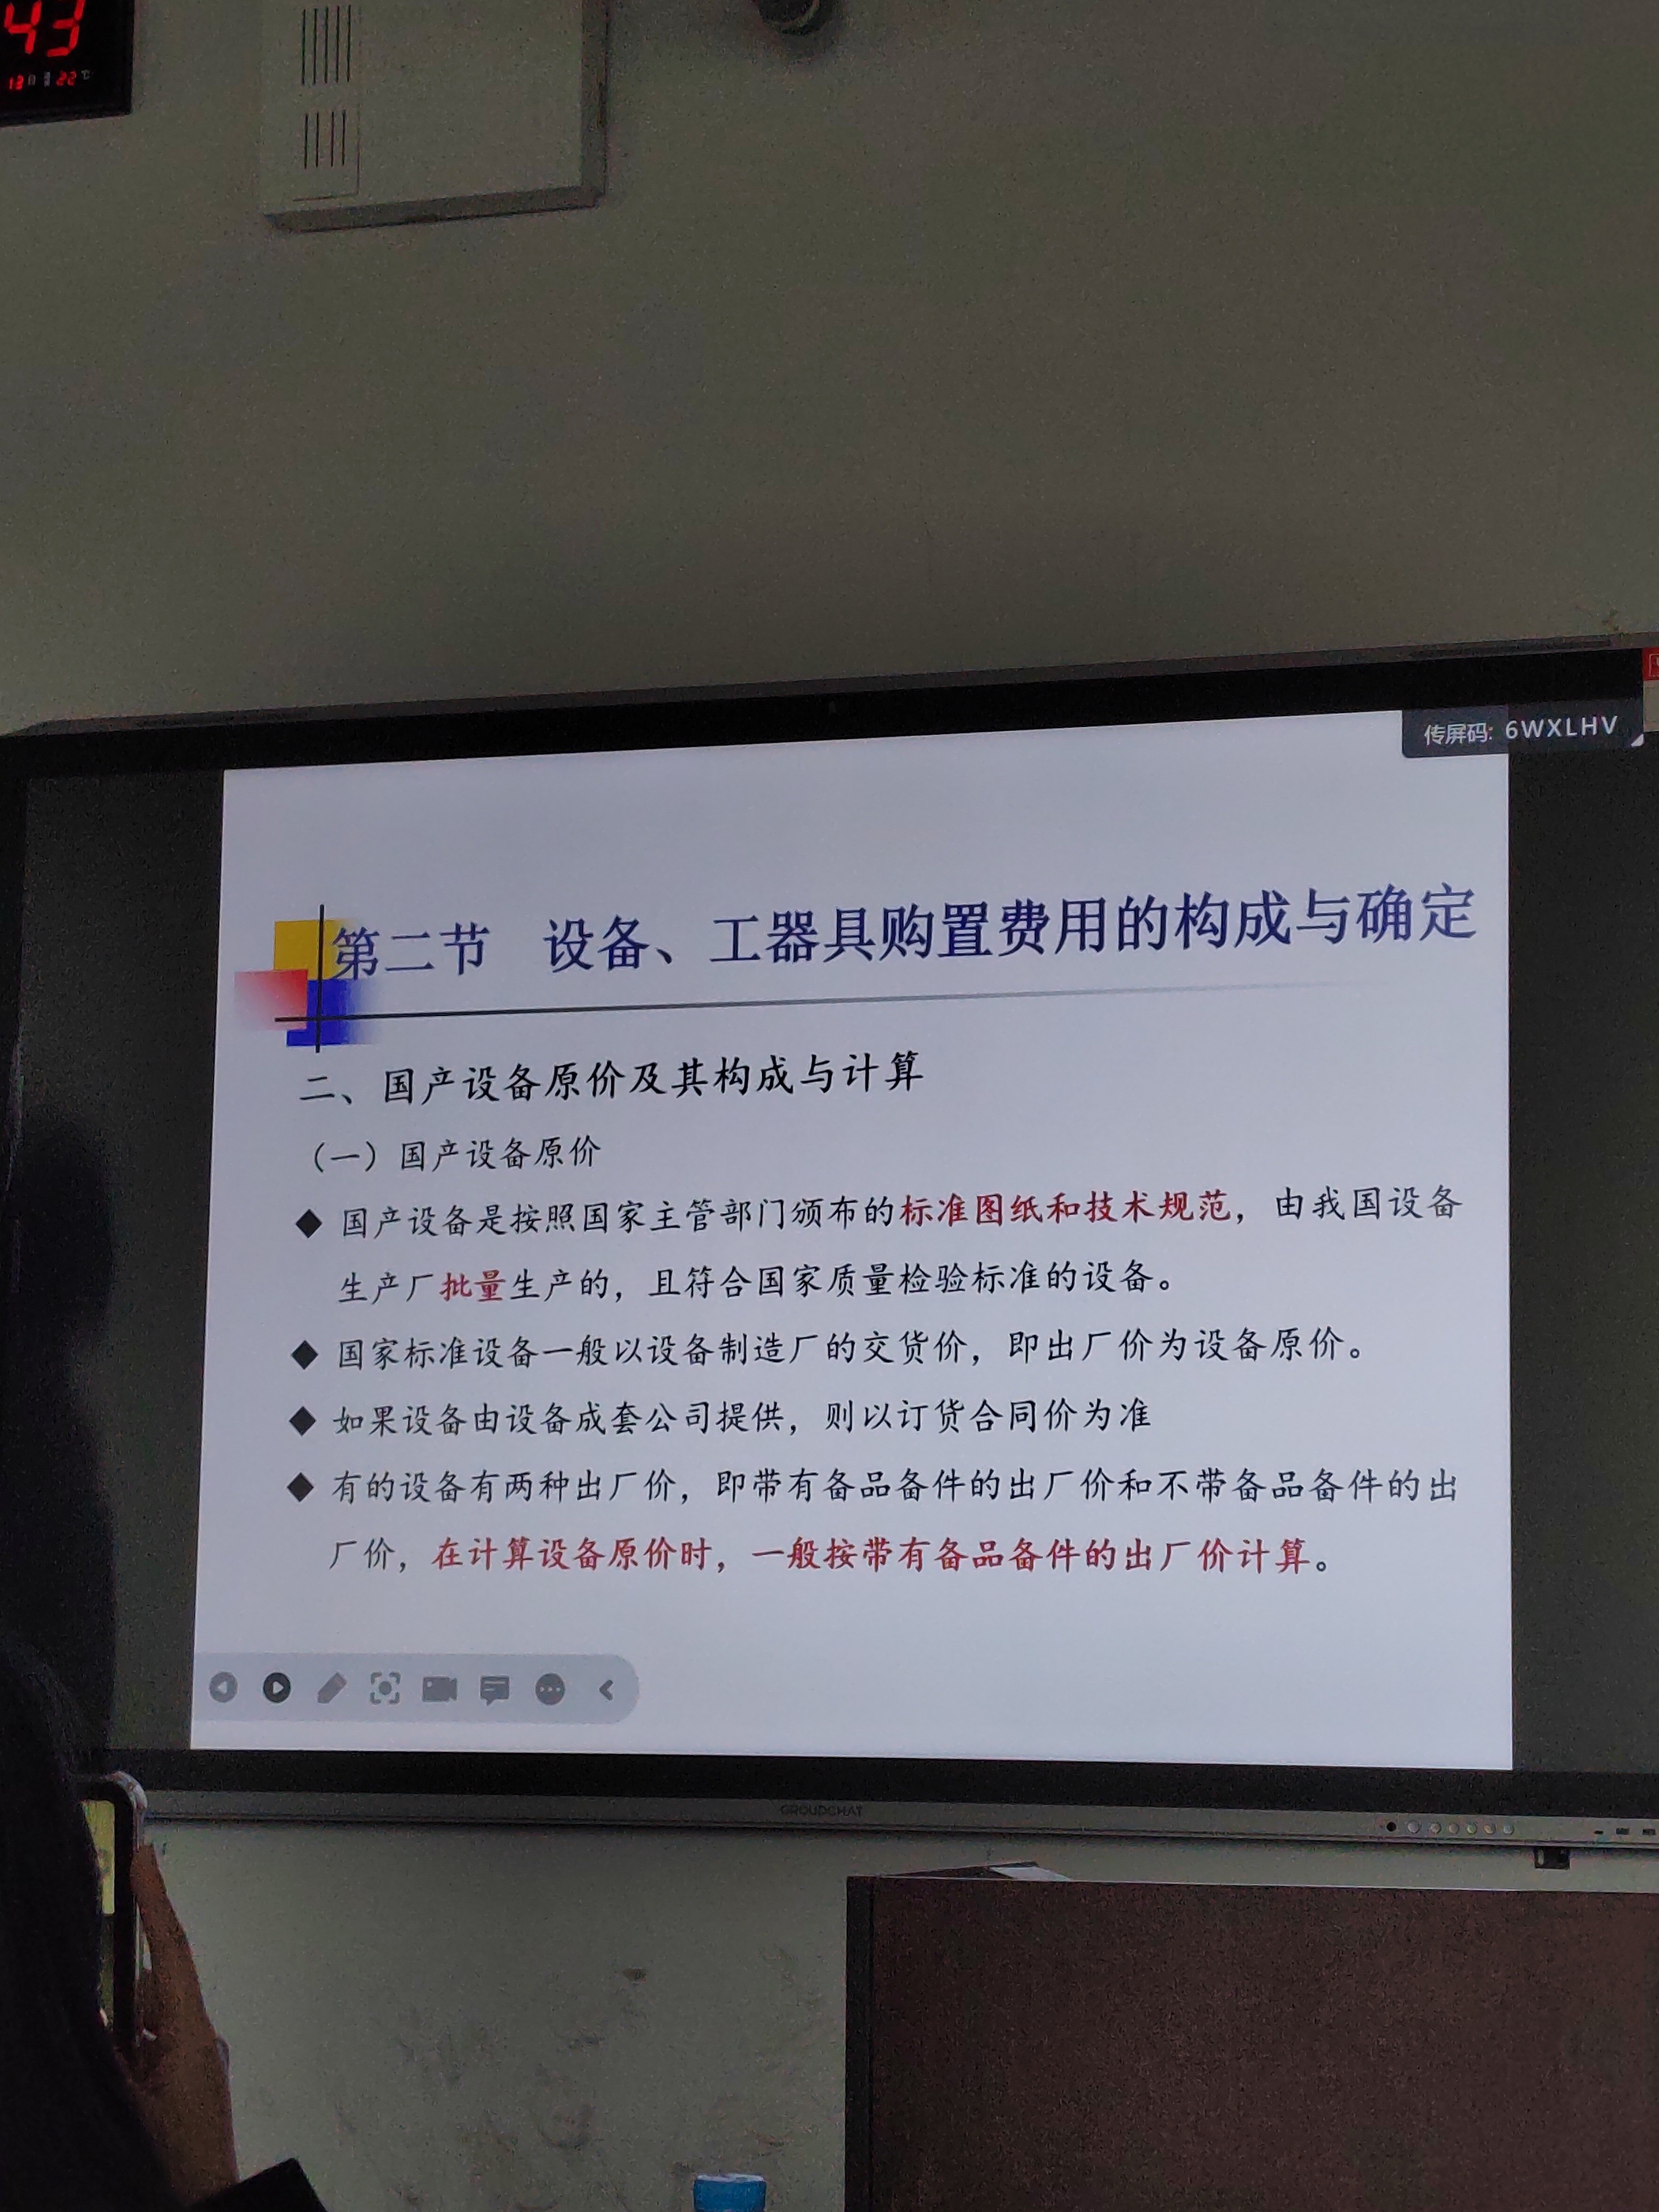 43
13日 22℃
传屏码: 6WXLHV
第二节 设备、工器具购置费用的构成与确定
二、国产设备原价及其构成与计算
（一）国产设备原价
◆ 国产设备是按照国家主管部门颁布的标准图纸和技术规范，由我国设备
生产厂批量生产的，且符合国家质量检验标准的设备。
◆ 国家标准设备一般以设备制造厂的交货价，即出厂价为设备原价。
◆ 如果设备由设备成套公司提供，则以订货合同价为准
◆ 有的设备有两种出厂价，即带有备品备件的出厂价和不带备品备件的出
厂价，在计算设备原价时，一般按带有备品备件的出厂价计算。
GROUDCHAT